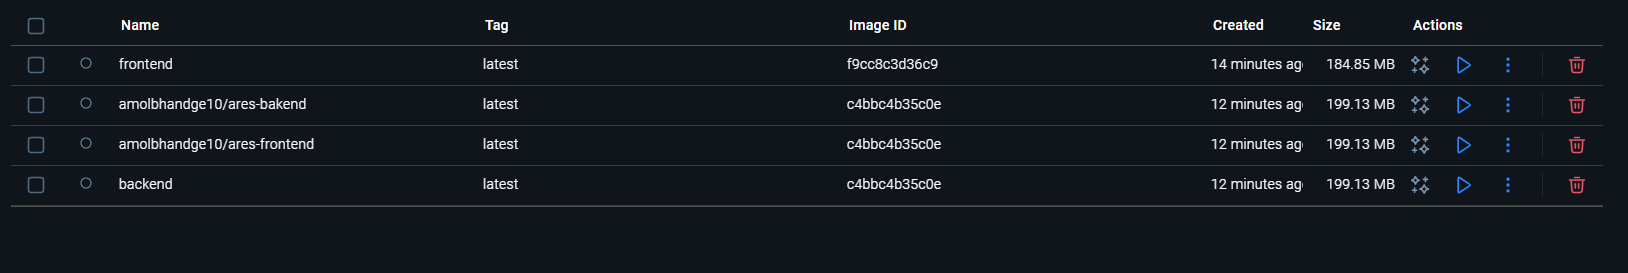 Name Tag Image ID Created Size Actions
frontend latest f9cc8c3d36c9 14 minutes ag 184.85 MB
amolbhandge10/ares-bakend latest c4bbc4b35c0e 12 minutes ag 199.13 MB
amolbhandge10/ares-frontend latest c4bbc4b35c0e 12 minutes ag 199.13 MB
backend latest c4bbc4b35c0e 12 minutes ag 199.13 MB